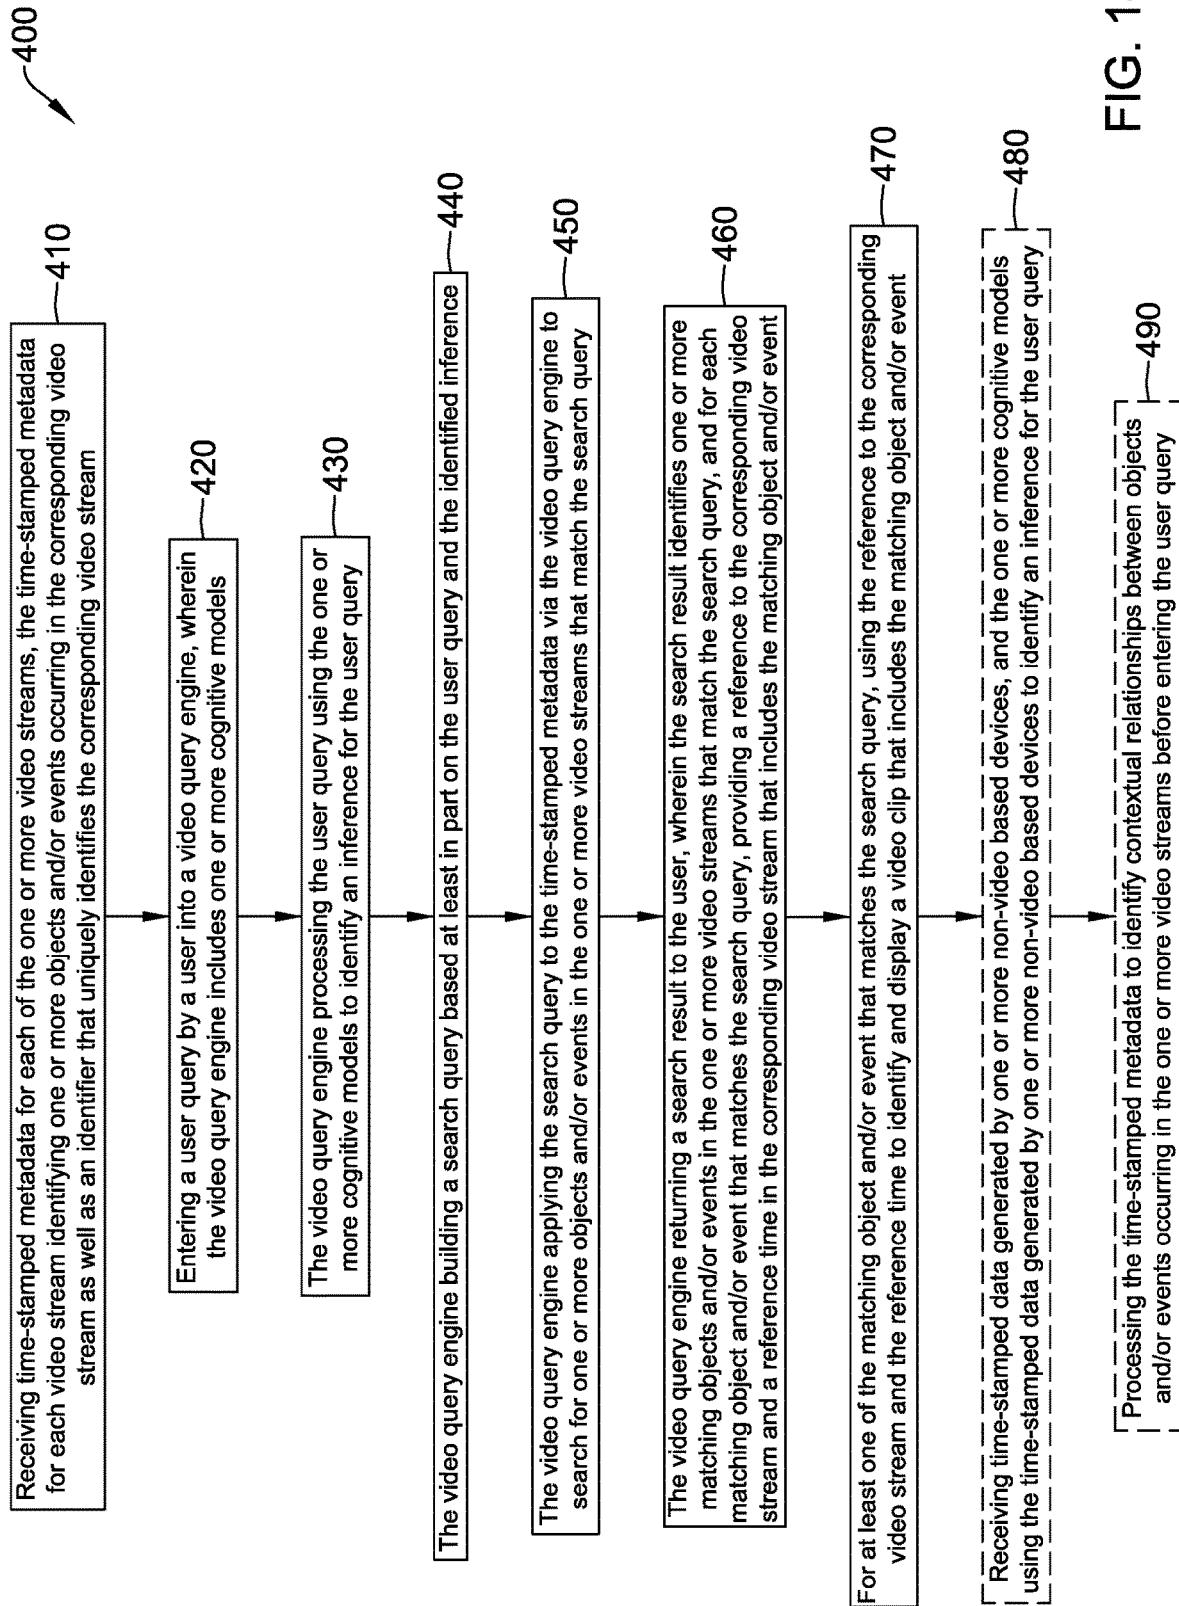 400
Receiving time-stamped metadata for each of the one or more video streams, the time-stamped metadata
for each video stream identifying one or more objects and/or events occurring in the corresponding video
stream as well as an identifier that uniquely identifies the corresponding video stream
410
Entering a user query by a user into a video query engine, wherein
the video query engine includes one or more cognitive models
420
The video query engine processing the user query using the one or
more cognitive models to identify an inference for the user query
430
The video query engine building a search query based at least in part on the user query and the identified inference
440
The video query engine applying the search query to the time-stamped metadata via the video query engine to
search for one or more objects and/or events in the one or more video streams that match the search query
450
The video query engine returning a search result to the user, wherein the search result identifies one or more
matching objects and/or events in the one or more video streams that match the search query, and for each
matching object and/or event that matches the search query, providing a reference to the corresponding video
stream and a reference time in the corresponding video stream that includes the matching object and/or event
460
For at least one of the matching object and/or event that matches the search query, using the reference to the corresponding
video stream and the reference time to identify and display a video clip that includes the matching object and/or event
470
Receiving time-stamped data generated by one or more non-video based devices, and the one or more cognitive models
using the time-stamped data generated by one or more non-video based devices to identify an inference for the user query
480
Processing the time-stamped metadata to identify contextual relationships between objects
and/or events occurring in the one or more video streams before entering the user query
490
FIG.